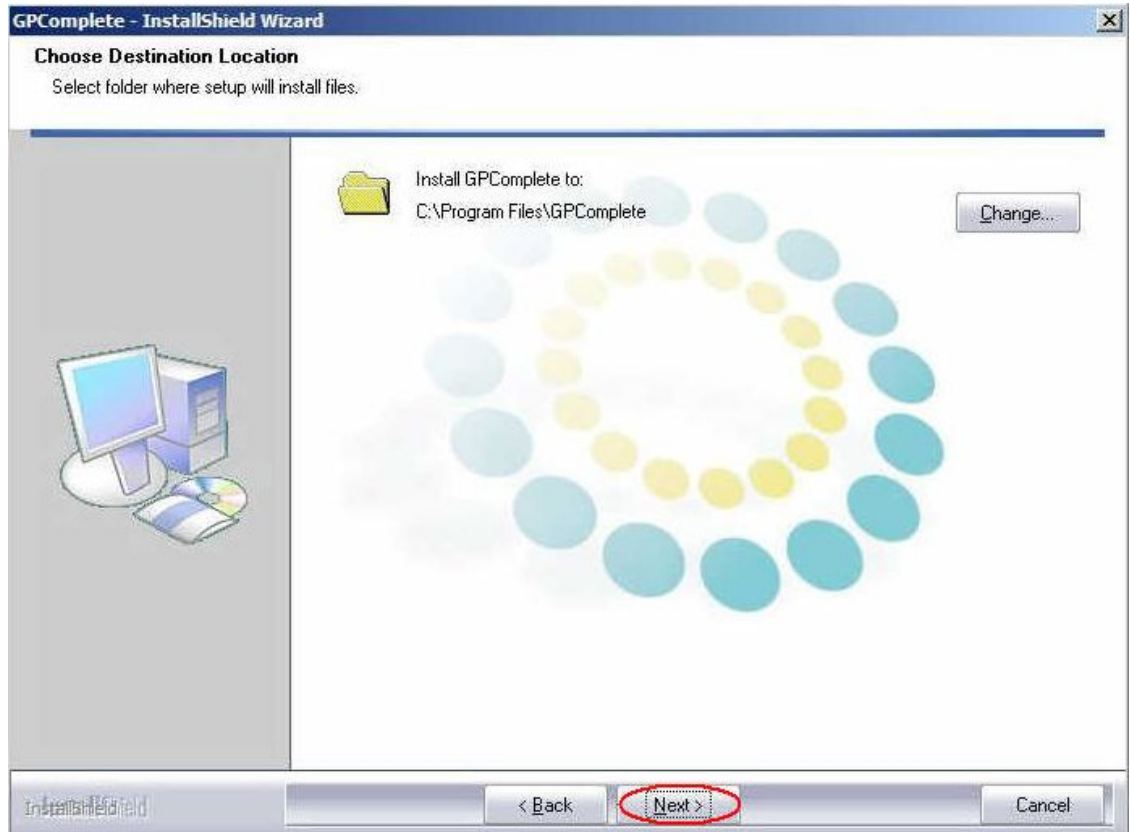 GPComplete - InstallShield Wizard
Choose Destination Location
Select folder where setup will install files.
Install GPComplete to:
C:\Program Files\GPComplete
Change...
< Back
Next >
Cancel